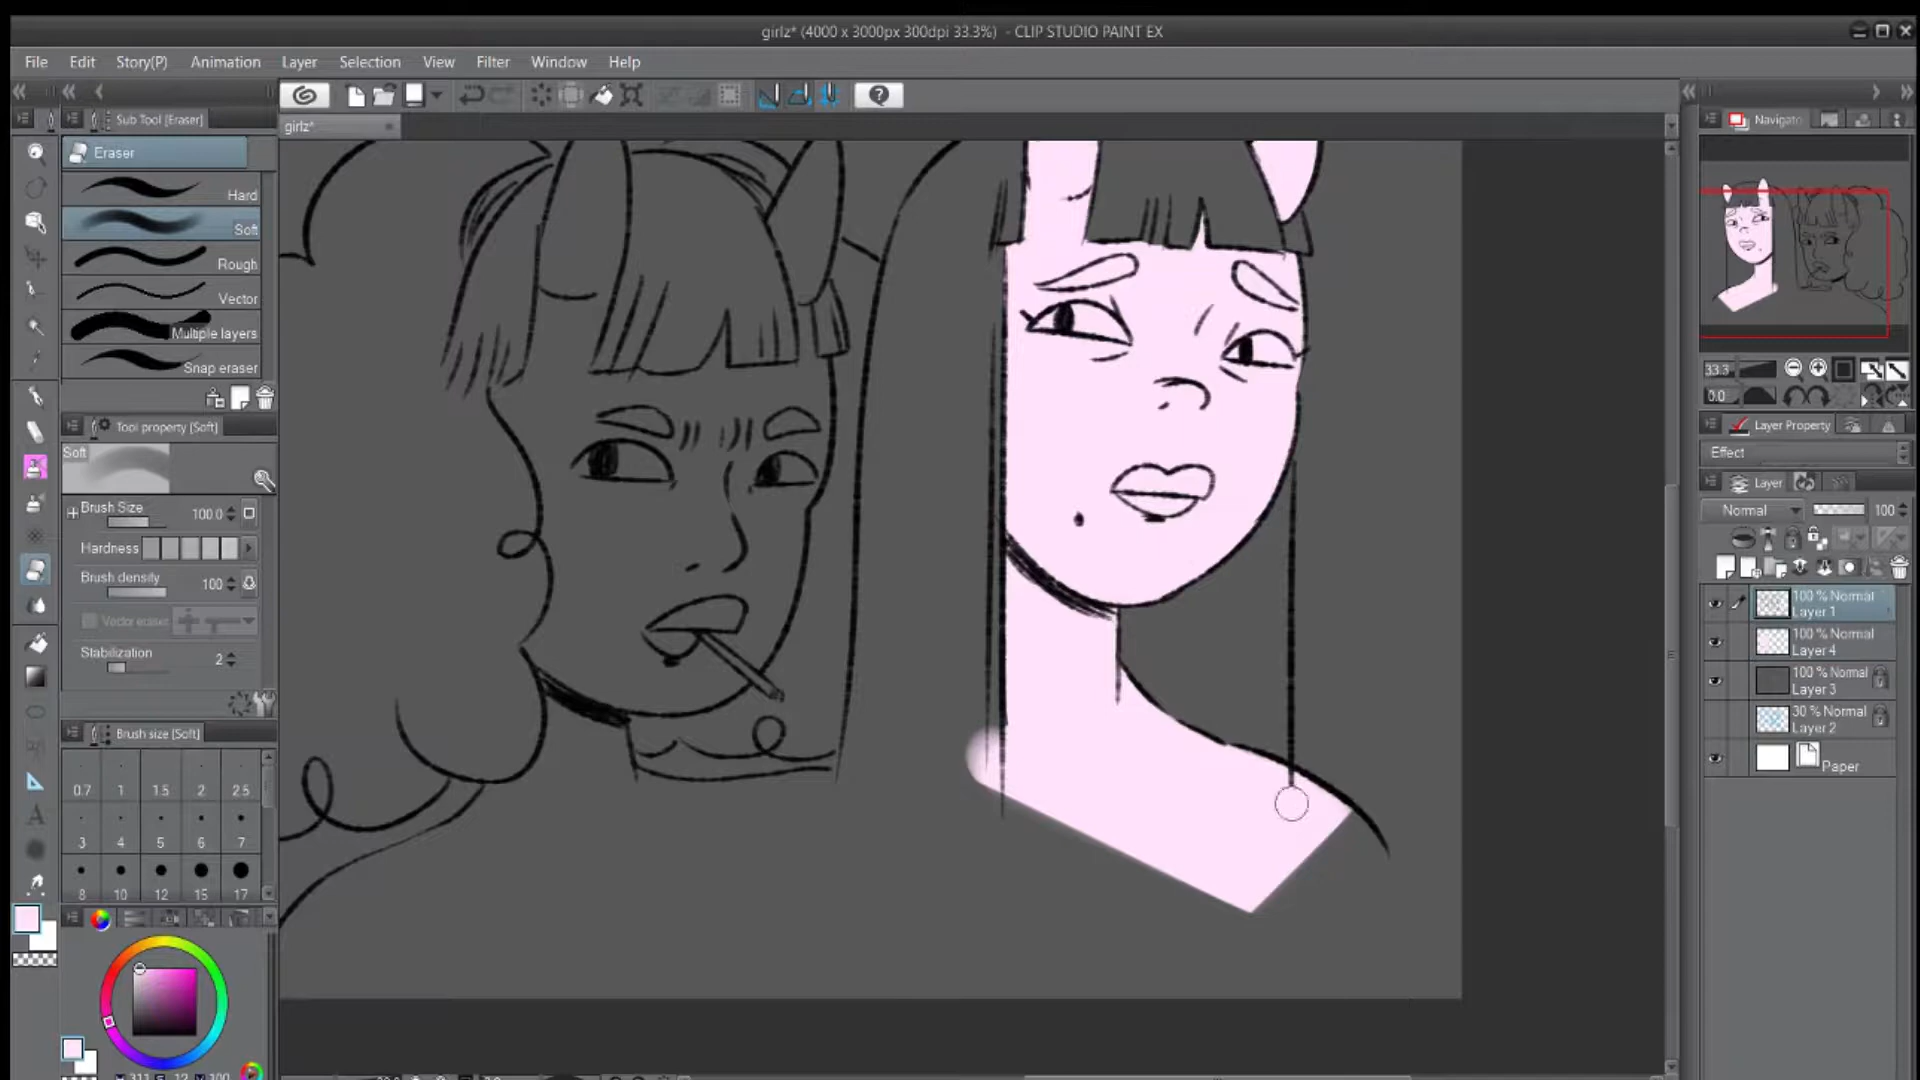 girlz* (4000 x 3000px 300dpi 33.3%) - CLIP STUDIO PAINT EX
File Edit Story(P) Animation Layer Selection View Filter Window Help
Sub Tool [Eraser]
girlz*
Navigato
Eraser
Hard
Soft
Rough
Vector
Multiple layers
Snap eraser
33.3
0.0
Tool property [Soft]
Layer Property
Soft
Effect
Layer
Brush Size 100.0
Normal 100
Hardness
Brush density 100
Vector eraser
Stabilization 2
100 % Normal
Layer 1
100 % Normal
Layer 4
100 % Normal
Layer 3
30 % Normal
Layer 2
Paper
Brush size [Soft]
0.7 1 1.5 2 2.5
3 4 5 6 7
8 10 12 15 17
311 12 100